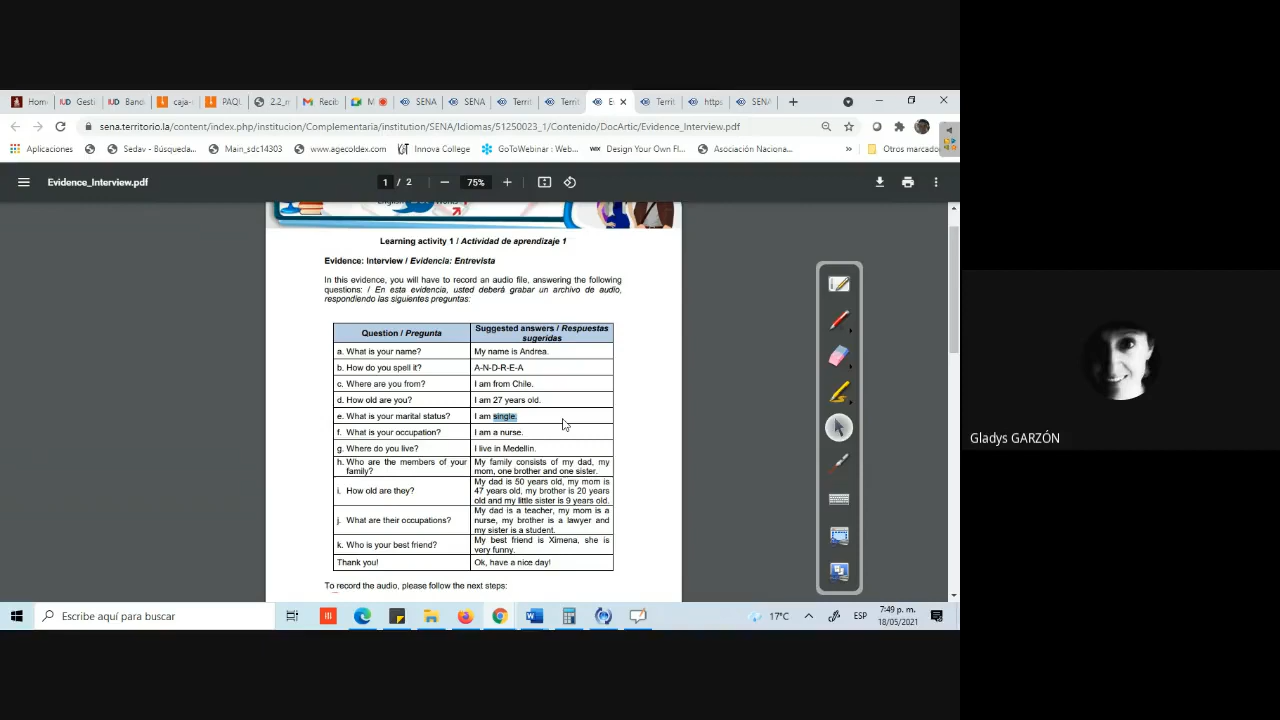 Hom
Gesti
Band
caja-
PAQU
2.2_m
Recib
M
SENA
SENA
Territ
Territ
E
Territ
https
SENA
sena.territorio.la/content/index.php/institucion/Complementaria/institution/SENA/Idiomas/51250023_1/Contenido/DocArtic/Evidence_Interview.pdf
Aplicaciones
Sedav - Búsqueda...
Main_sdc14303
www.agecoldex.com
Innova College
GoToWebinar : Web...
Design Your Own Fl...
Asociación Naciona...
»
Otros marcado
Evidence_Interview.pdf
1 / 2
75%
Learning activity 1 / Actividad de aprendizaje 1
Evidence: Interview / Evidencia: Entrevista
In this evidence, you will have to record an audio file, answering the following
questions: / En esta evidencia, usted deberá grabar un archivo de audio,
respondiendo las siguientes preguntas:
Question / Pregunta
Suggested answers / Respuestas
sugeridas
a. What is your name?
My name is Andrea.
b. How do you spell it?
A-N-D-R-E-A
c. Where are you from?
I am from Chile.
d. How old are you?
I am 27 years old.
e. What is your marital status?
I am single.
f. What is your occupation?
I am a nurse.
g. Where do you live?
I live in Medellín.
h. Who are the members of your
family?
My family consists of my dad, my
mom, one brother and one sister.
i. How old are they?
My dad is 50 years old, my mom is
47 years old, my brother is 20 years
old and my little sister is 9 years old.
j. What are their occupations?
My dad is a teacher, my mom is a
nurse, my brother is a lawyer and
my sister is a student.
k. Who is your best friend?
My best friend is Ximena, she is
very funny.
Thank you!
Ok, have a nice day!
To record the audio, please follow the next steps:
Gladys GARZÓN
Escribe aquí para buscar
17°C
ESP
7:49 p. m.
18/05/2021